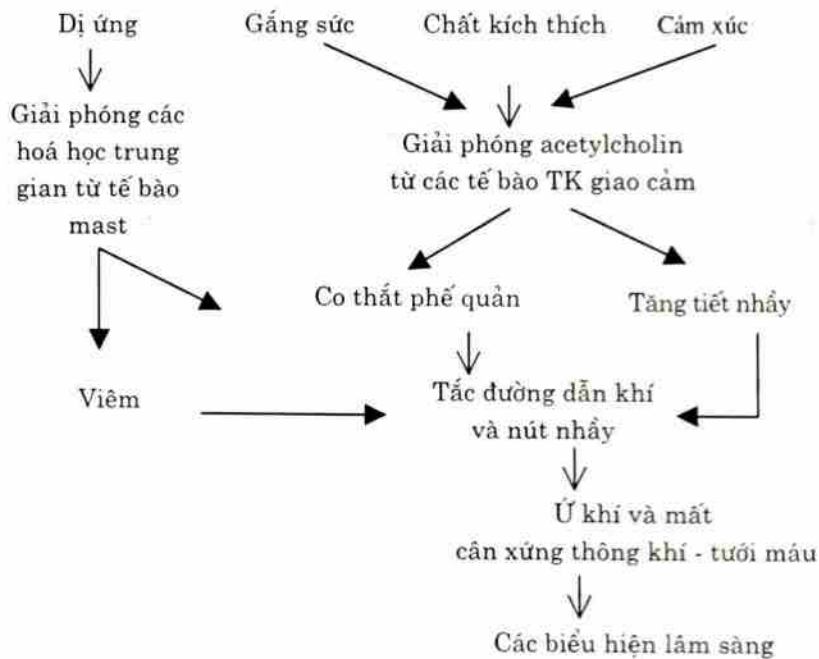 Dị ứng
Gắng sức
Chất kích thích
Cảm xúc
Giải phóng các
hoá học trung
gian từ tế bào
mast
Giải phóng acetylcholin
từ các tế bào TK giao cảm
Co thắt phế quản
Tăng tiết nhầy
Viêm
Tắc đường dẫn khí
và nút nhầy
Ứ khí và mất
cân xứng thông khí - tưới máu
Các biểu hiện lâm sàng